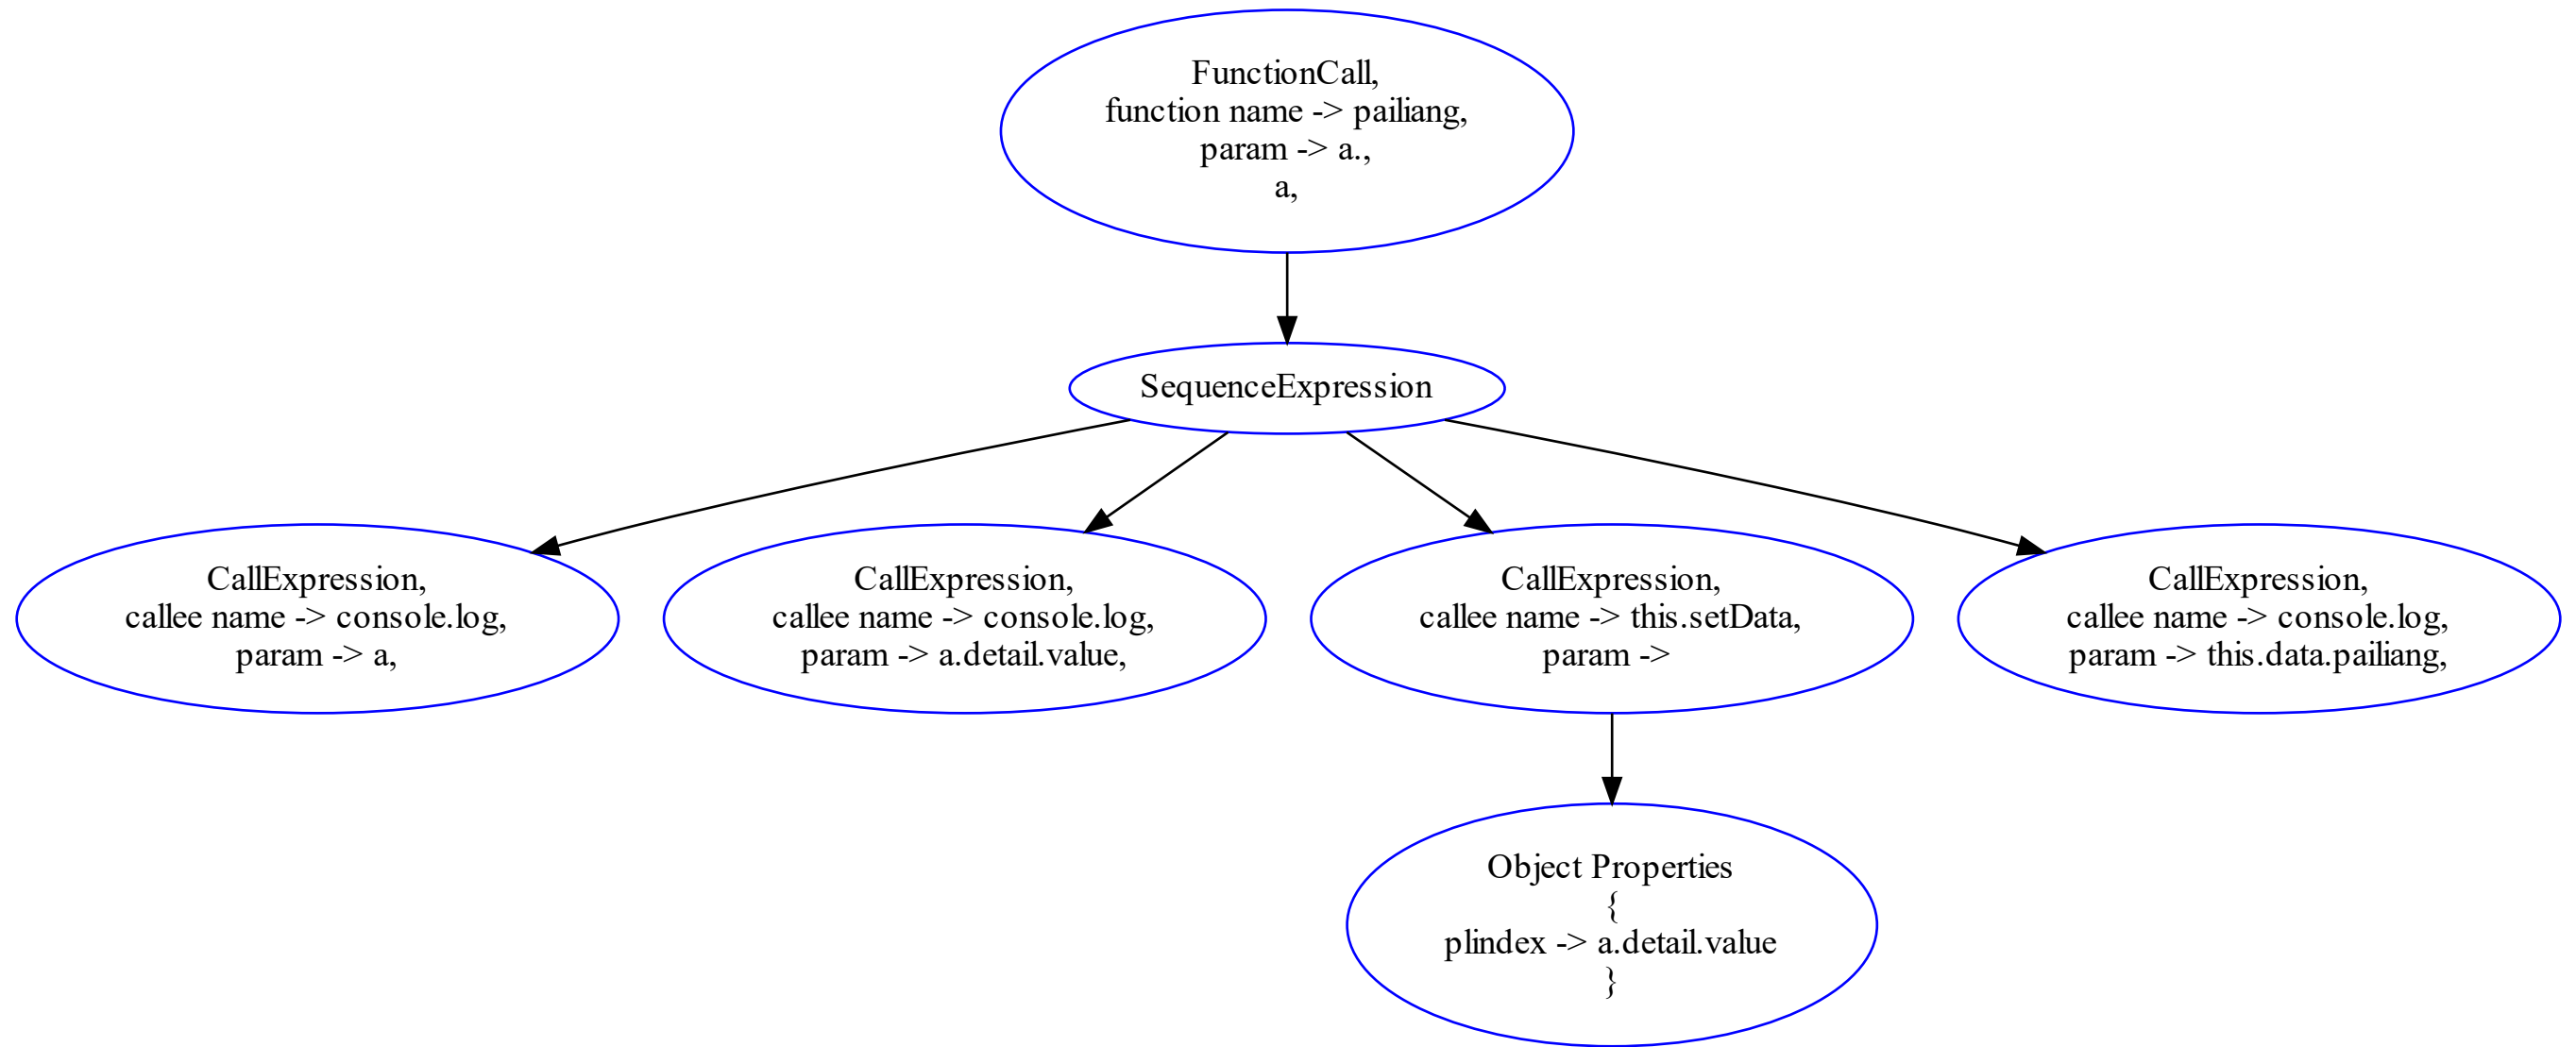 FunctionCall,
function name -> pailiang,
param -> a.,
a,
SequenceExpression
CallExpression,
callee name -> console.log,
param -> a,
CallExpression,
callee name -> console.log,
param -> a.detail.value,
CallExpression,
callee name -> this.setData,
param ->
CallExpression,
callee name -> console.log,
param -> this.data.pailiang,
Object Properties
{
plindex -> a.detail.value
}